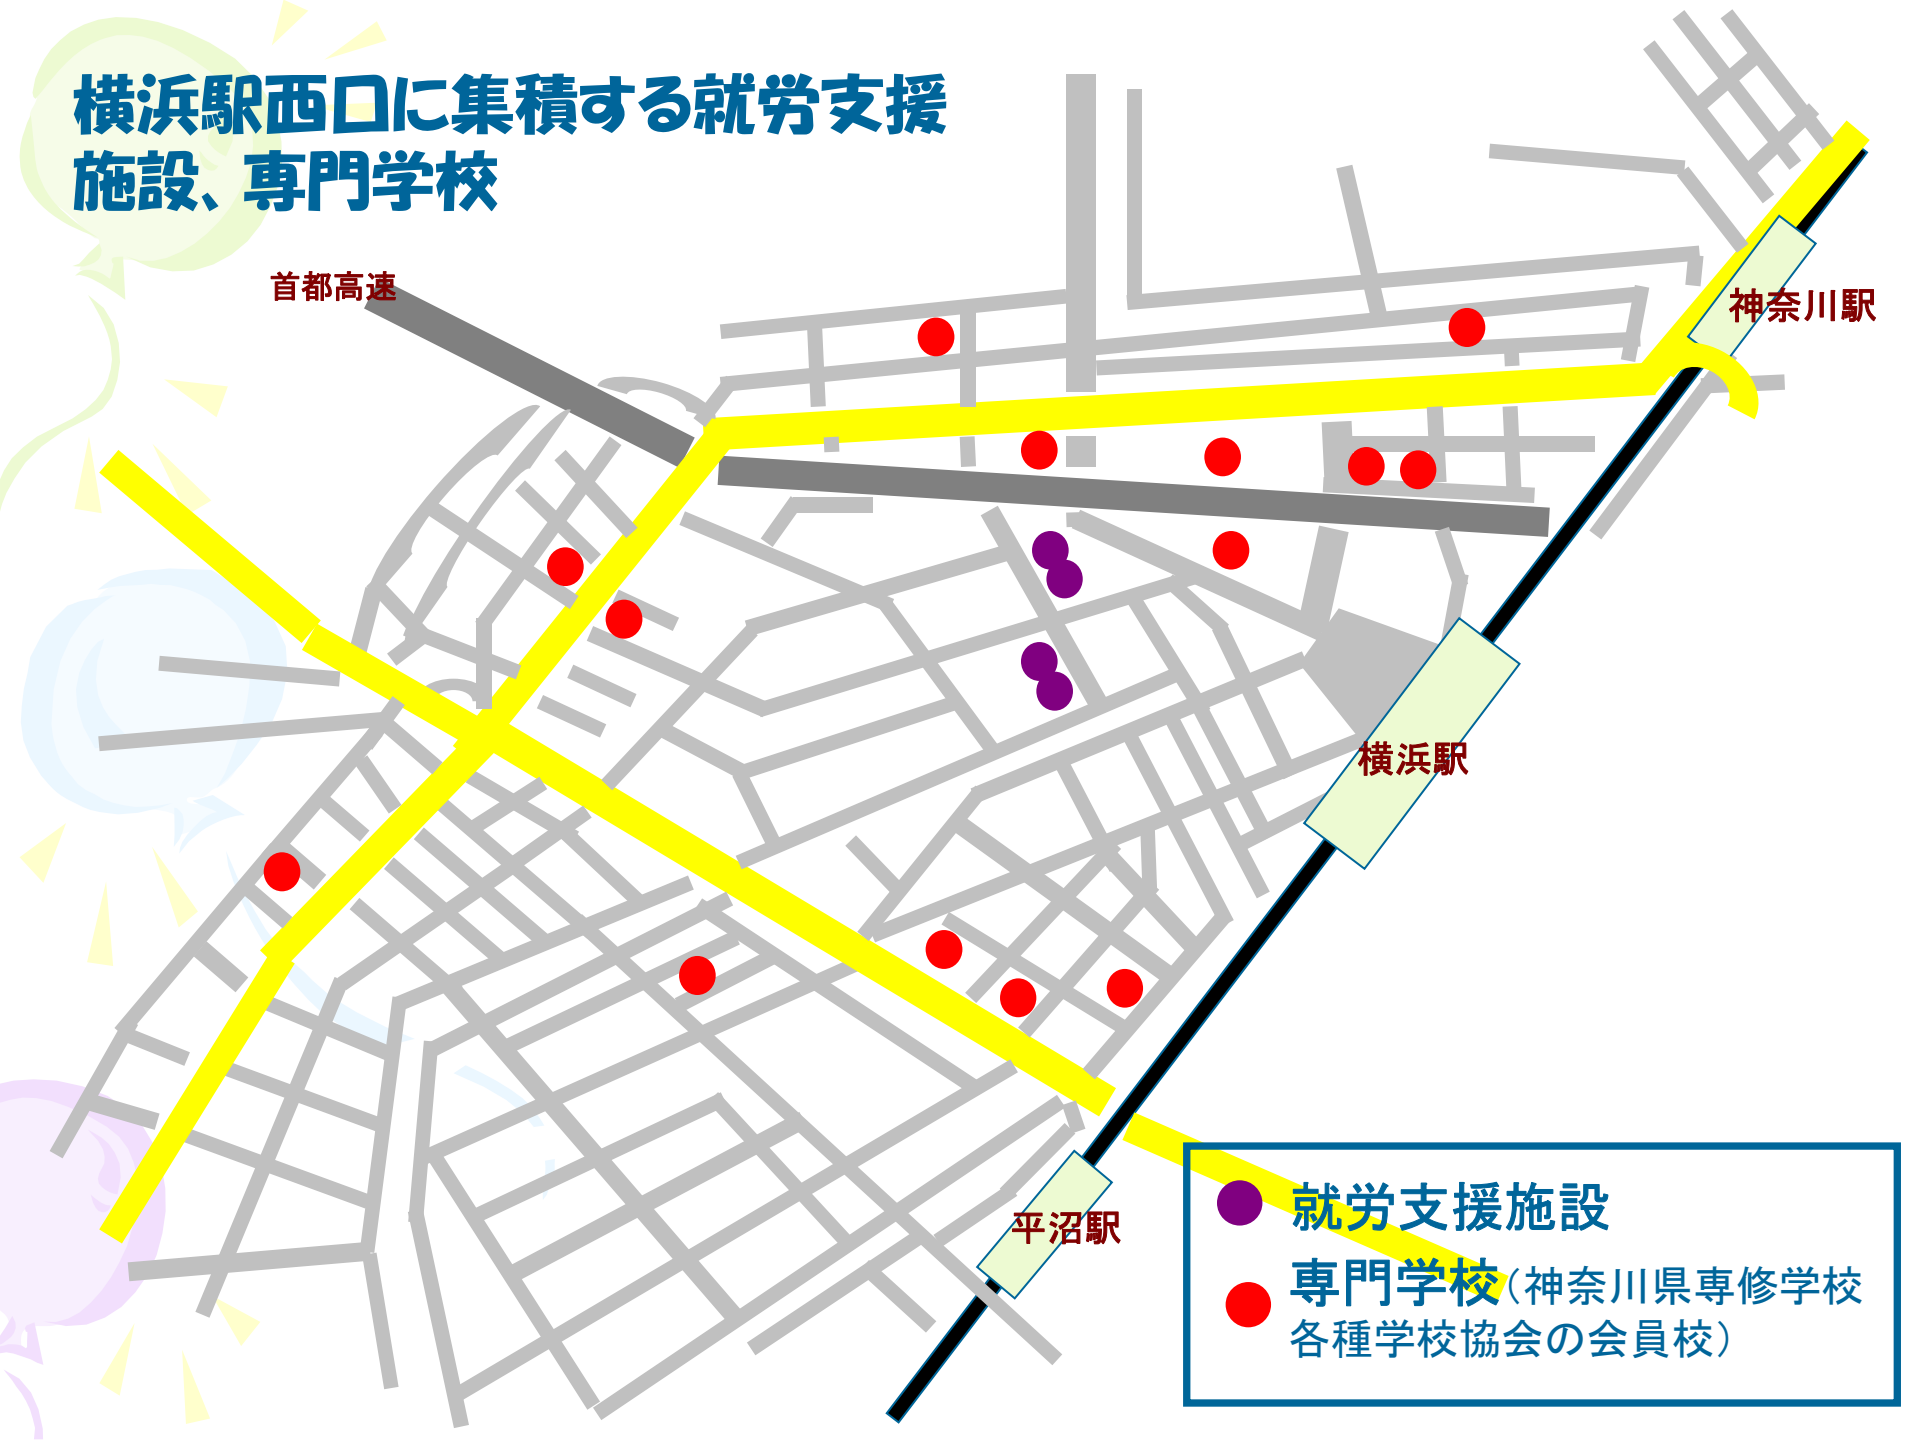 横浜駅西口に集積する就労支援
施設、専門学校
首都高速
神奈川駅
横浜駅
平沼駅
就労支援施設
専門学校（神奈川県専修学校
各種学校協会の会員校）